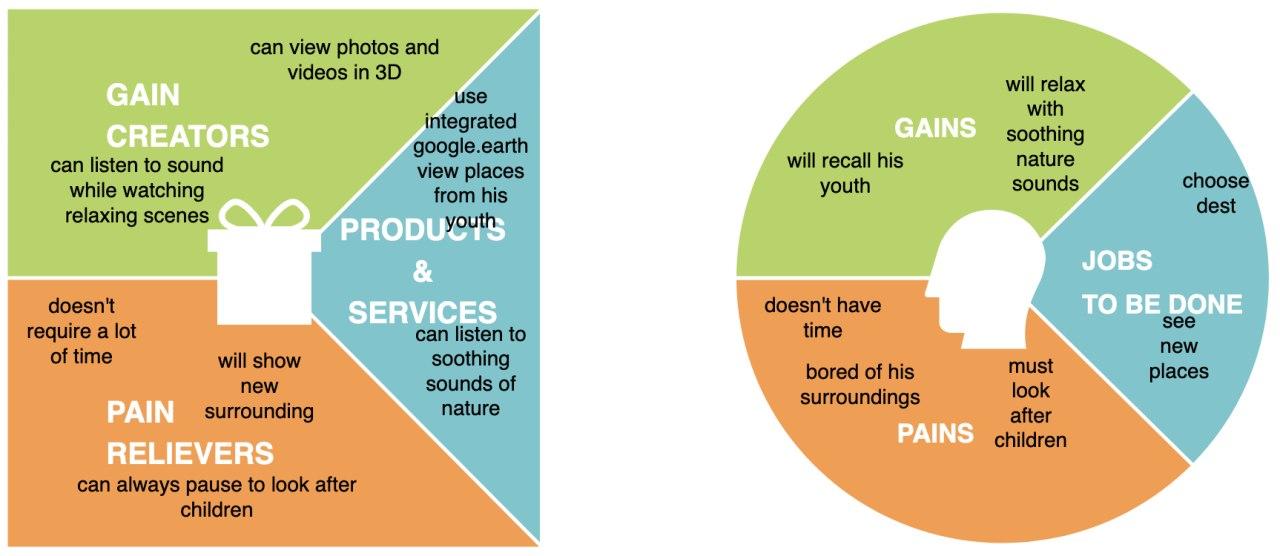 can view photos and
videos in 3D
GAIN
CREATORS
can listen to sound
while watching
relaxing scenes
use
integrated
google.earth
view places
from his
youth
PRODUCTS
&
SERVICES
can listen to
soothing
sounds of
nature
doesn't
require a lot
of time
will show
new
surrounding
PAIN
RELIEVERS
can always pause to look after
children
GAINS
will relax
with
soothing
nature
sounds
will recall his
youth
choose
dest
JOBS
TO BE DONE
see
new
places
doesn't have
time
bored of his
surroundings
must
look
after
children
PAINS